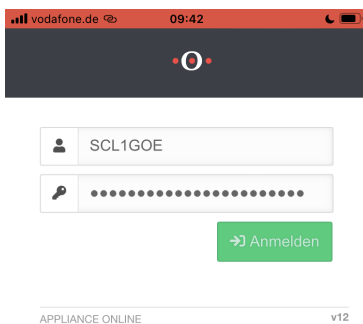 vodafone.de 09:42
•O•
SCL1GOE
•••••••••••••••••••••••
Anmelden
APPLIANCE ONLINE v12